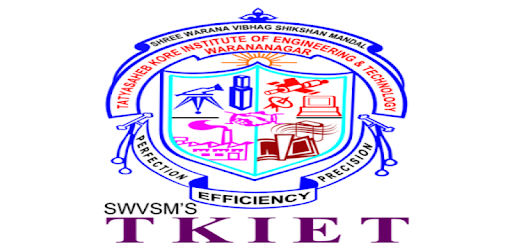 SHREE WARANA VIBHAG SHIKSHAN MANDAL
TATYASAHEB KORE INSTITUTE OF ENGINEERING & TECHNOLOGY
WARANANAGAR
PERFECTION
EFFICIENCY
PRECISION
SWVSM'S
TKIET